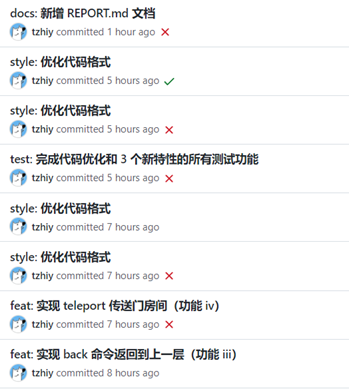 docs: 新增 REPORT.md 文档
tzhiy committed 1 hour ago
style: 优化代码格式
tzhiy committed 5 hours ago
style: 优化代码格式
tzhiy committed 5 hours ago
test: 完成代码优化和 3 个新特性的所有测试功能
tzhiy committed 5 hours ago
style: 优化代码格式
tzhiy committed 7 hours ago
style: 优化代码格式
tzhiy committed 7 hours ago
feat: 实现 teleport 传送门房间（功能 iv）
tzhiy committed 7 hours ago
feat: 实现 back 命令返回到上一层（功能 iii）
tzhiy committed 8 hours ago